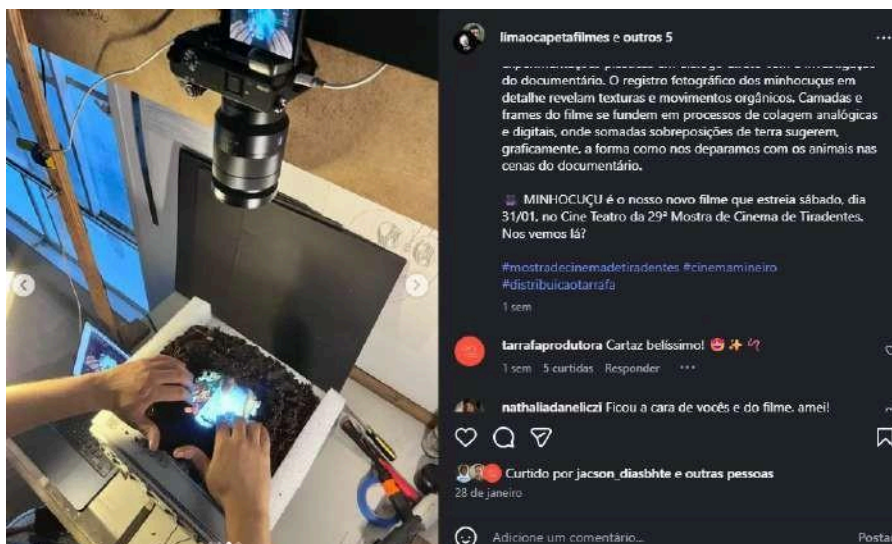 limaocapetafilmes e outros 5
do documentário. O registro fotográfico dos minhocuçus em
detalhe revelam texturas e movimentos orgânicos. Camadas e
frames do filme se fundem em processos de colagem analógicas
e digitais, onde somadas sobreposições de terra sugerem,
graficamente, a forma como nos deparamos com os animais nas
cenas do documentário.
MINHOCUÇU é o nosso novo filme que estreia sábado, dia
31/01, no Cine Teatro da 29ª Mostra de Cinema de Tiradentes.
Nos vemos lá?
#mostradecinemadetiradentes #cinemamineiro
#distribuicaotarrafa
1 sem
tarrafaprodutora Cartaz belíssimo!
1 sem 5 curtidas Responder
nathaliadaneliczi Ficou a cara de vocês e do filme. amei!
Curtido por jacson_diasbhte e outras pessoas
28 de janeiro
Adicione um comentário...
Posta